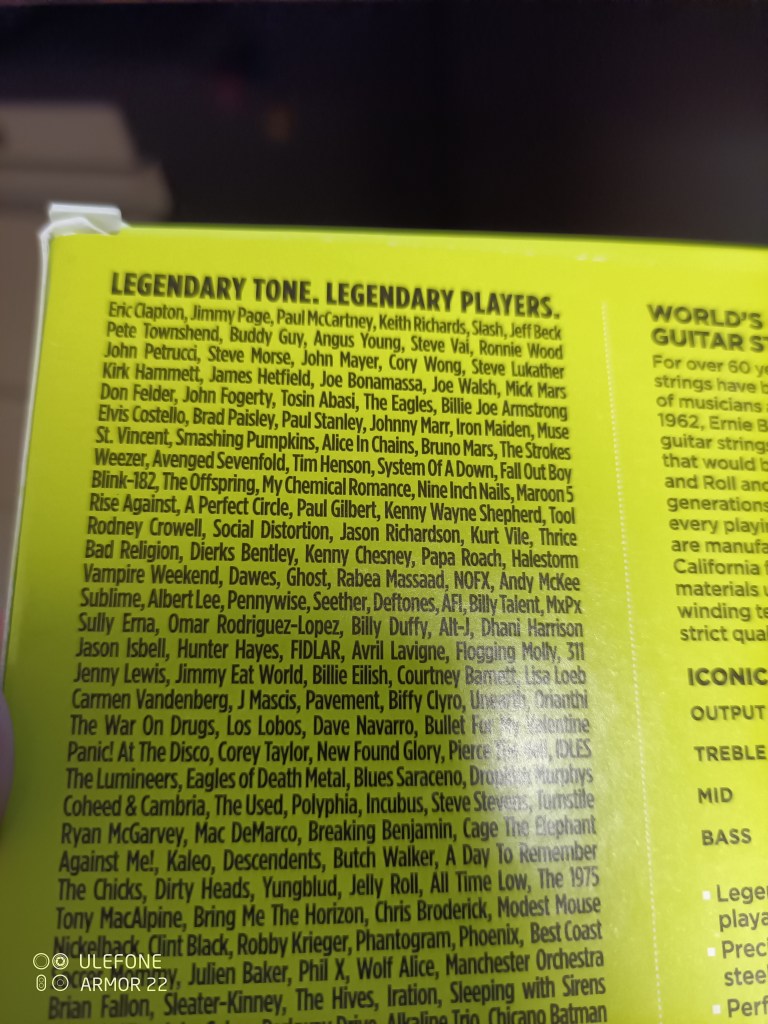 LEGENDARY TONE. LEGENDARY PLAYERS.
Eric Clapton, Jimmy Page, Paul McCartney, Keith Richards, Slash, Jeff Beck
Pete Townshend, Buddy Guy, Angus Young, Steve Vai, Ronnie Wood
John Petrucci, Steve Morse, John Mayer, Cory Wong, Steve Lukather
Kirk Hammett, James Hetfield, Joe Bonamassa, Joe Walsh, Mick Mars
Don Felder, John Fogerty, Tosin Abasi, The Eagles, Billie Joe Armstrong
Elvis Costello, Brad Paisley, Paul Stanley, Johnny Marr, Iron Maiden, Muse
St. Vincent, Smashing Pumpkins, Alice In Chains, Bruno Mars, The Strokes
Weezer, Avenged Sevenfold, Tim Henson, System Of A Down, Fall Out Boy
Blink-182, The Offspring, My Chemical Romance, Nine Inch Nails, Maroon 5
Rise Against, A Perfect Circle, Paul Gilbert, Kenny Wayne Shepherd, Tool
Rodney Crowell, Social Distortion, Jason Richardson, Kurt Vile, Thrice
Bad Religion, Dierks Bentley, Kenny Chesney, Papa Roach, Halestorm
Vampire Weekend, Dawes, Ghost, Rabea Massaad, NOFX, Andy McKee
Sublime, Albert Lee, Pennywise, Seether, Deftones, AFI, Billy Talent, MxPx
Sully Erna, Omar Rodriguez-Lopez, Billy Duffy, Alt-J, Dhani Harrison
Jason Isbell, Hunter Hayes, FIDLAR, Avril Lavigne, Flogging Molly, 311
Jenny Lewis, Jimmy Eat World, Billie Eilish, Courtney Barnett, Lisa Loeb
Carmen Vandenberg, J Mascis, Pavement, Biffy Clyro, Unearth, Orianthi
The War On Drugs, Los Lobos, Dave Navarro, Bullet For My Valentine
Panic! At The Disco, Corey Taylor, New Found Glory, Pierce The Veil, IDLES
The Lumineers, Eagles of Death Metal, Blues Saraceno, Dropkick Murphys
Coheed & Cambria, The Used, Polyphia, Incubus, Steve Stevens, Turnstile
Ryan McGarvey, Mac DeMarco, Breaking Benjamin, Cage The Elephant
Against Me!, Kaleo, Descendents, Butch Walker, A Day To Remember
The Chicks, Dirty Heads, Yungblud, Jelly Roll, All Time Low, The 1975
Tony MacAlpine, Bring Me The Horizon, Chris Broderick, Modest Mouse
Nickelback, Clint Black, Robby Krieger, Phantogram, Phoenix, Best Coast
Mommy, Julien Baker, Phil X, Wolf Alice, Manchester Orchestra
Brian Fallon, Sleater-Kinney, The Hives, Iration, Sleeping with Sirens
Drive, Alkaline Trio, Chicano Batman
WORLD'S
GUITAR ST
For over 60 ye
strings have b
of musicians
1962, Ernie B
guitar strings
that would b
and Roll and
generations
every playin
are manufa
California f
materials u
winding te
strict qual
ICONIC
OUTPUT
TREBLE
MID
BASS
▪ Lege
playa
▪ Preci
steel
▪ Perf
ULEFONE
ARMOR 22